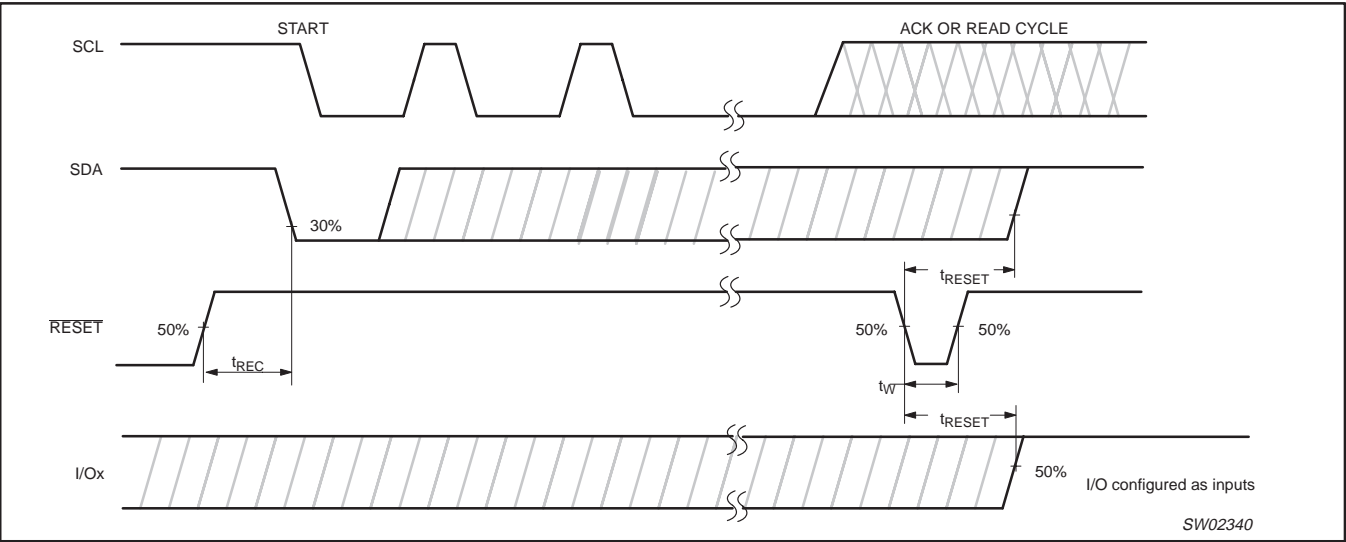 START
ACK OR READ CYCLE
SCL
SDA
30%
tRESET
RESET
50%
50%
50%
tREC
tW
tRESET
I/Ox
50%
I/O configured as inputs
SW02340